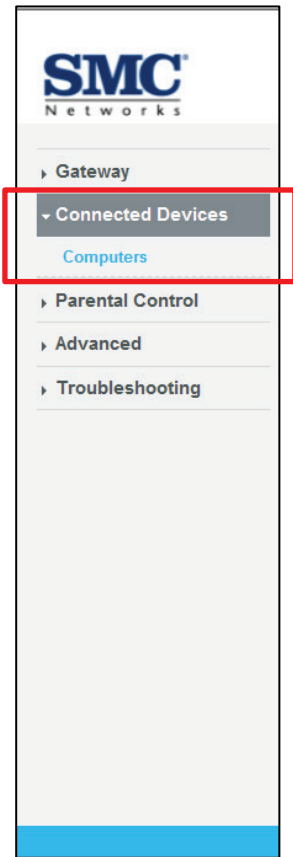 SMC
Networks
Gateway
Connected Devices
Computers
Parental Control
Advanced
Troubleshooting